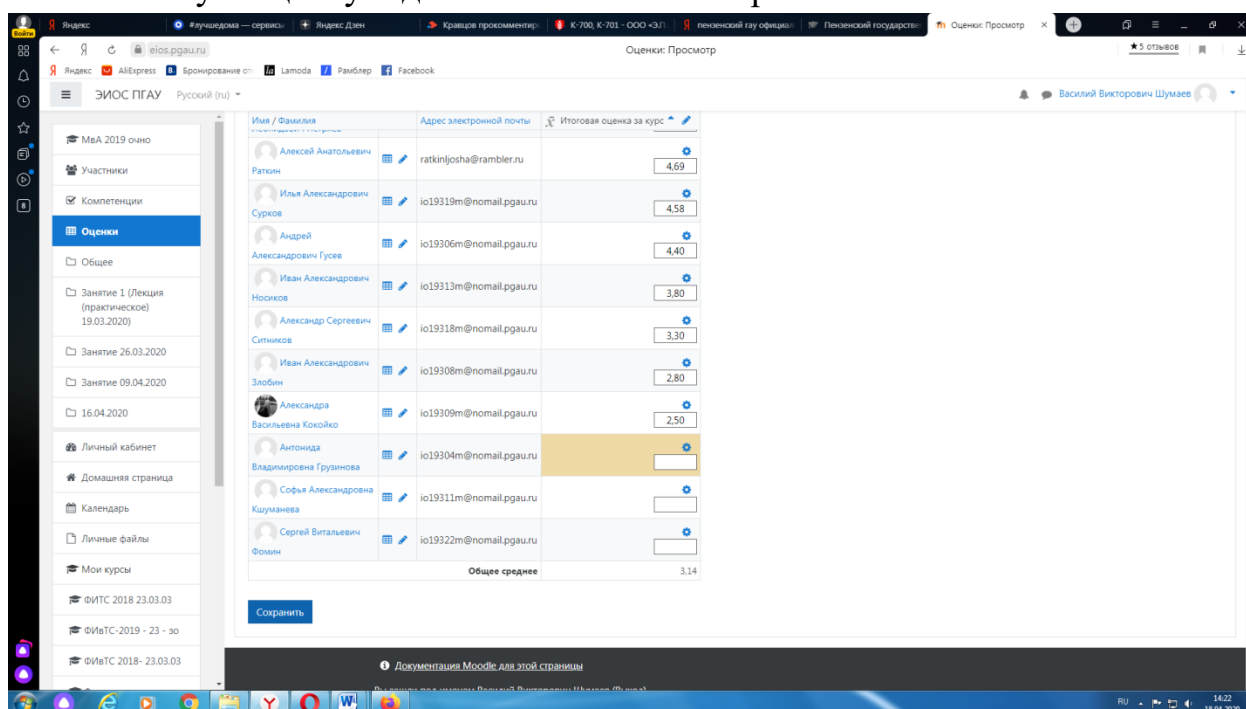 Яндекс
#лучшедома — сервисы
Яндекс.Дзен
Кравцов прокомментир
К-700, К-701 - ООО «Э.Л.
пензенский гау официал
Пензенский государствен
Оценки: Просмотр
Войти
eios.pgau.ru
Оценки: Просмотр
★5 отзывов
Яндекс
AliExpress
Бронирование от
Lamoda
Рамблер
Facebook
ЭИОС ПГАУ
Русский (ru)
Василий Викторович Шумаев
МвА 2019 очно
Участники
Компетенции
Оценки
Общее
Занятие 1 (Лекция
(практическое)
19.03.2020)
Занятие 26.03.2020
Занятие 09.04.2020
16.04.2020
Личный кабинет
Домашняя страница
Календарь
Личные файлы
Мои курсы
ФИТС 2018 23.03.03
ФИвТС-2019 - 23 - зо
ФИвТС 2018- 23.03.03
Имя / Фамилия
Адрес электронной почты
Итоговая оценка за курс
Алексей Анатольевич
Раткин
ratkinljosha@rambler.ru
4,69
Илья Александрович
Сурков
io19319m@nomail.pgau.ru
4,58
Андрей
Александрович Гусев
io19306m@nomail.pgau.ru
4,40
Иван Александрович
Носиков
io19313m@nomail.pgau.ru
3,80
Александр Сергеевич
Ситников
io19318m@nomail.pgau.ru
3,30
Иван Александрович
Злобин
io19308m@nomail.pgau.ru
2,80
Александра
Васильевна Кокойко
io19309m@nomail.pgau.ru
2,50
Антонида
Владимировна Грузинова
io19304m@nomail.pgau.ru
Софья Александровна
Кшуманева
io19311m@nomail.pgau.ru
Сергей Витальевич
Фомин
io19322m@nomail.pgau.ru
Общее среднее
3,14
Сохранить
Документация Moodle для этой страницы
RU
14:22